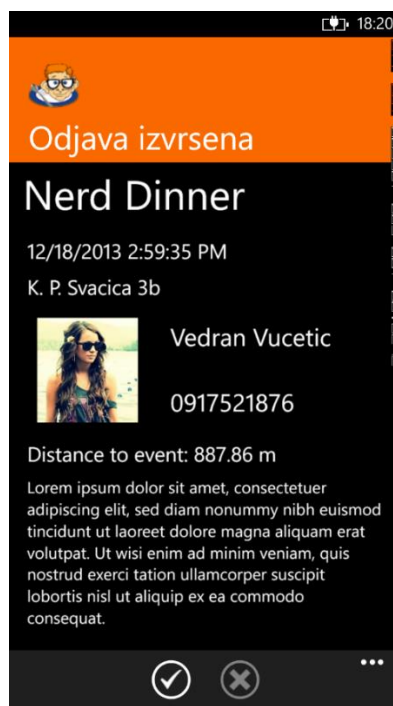 18:20
Odjava izvrsena
Nerd Dinner
12/18/2013 2:59:35 PM
K. P. Svacica 3b
Vedran Vucetic
0917521876
Distance to event: 887.86 m
Lorem ipsum dolor sit amet, consectetuer
adipiscing elit, sed diam nonummy nibh euismod
tincidunt ut laoreet dolore magna aliquam erat
volutpat. Ut wisi enim ad minim veniam, quis
nostrud exerci tation ullamcorper suscipit
lobortis nisl ut aliquip ex ea commodo
consequat.